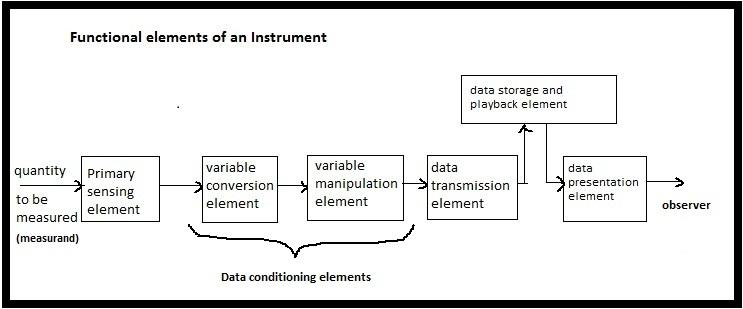 Functional elements of an Instrument
data storage and
playback element
quantity
to be
measured
(measurand)
Primary
sensing
element
variable
conversion
element
variable
manipulation
element
data
transmission
element
data
presentation
element
observer
Data conditioning elements